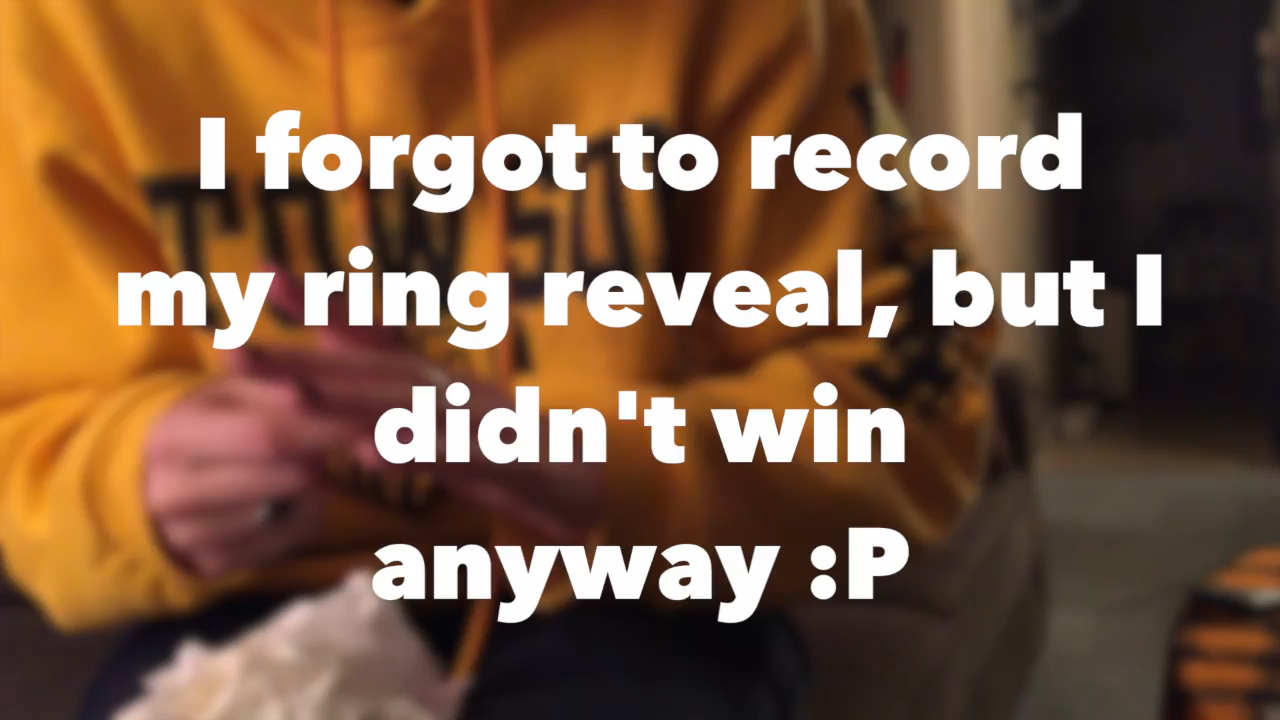 I forgot to record
my ring reveal, but I
didn't win
anyway :P